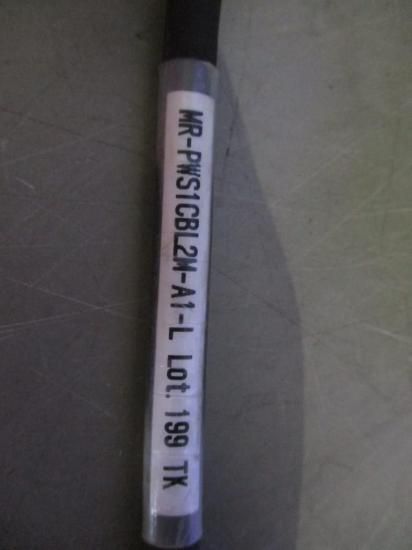 MR-PWS1CBL2M-A1-L Lot. 199 TK